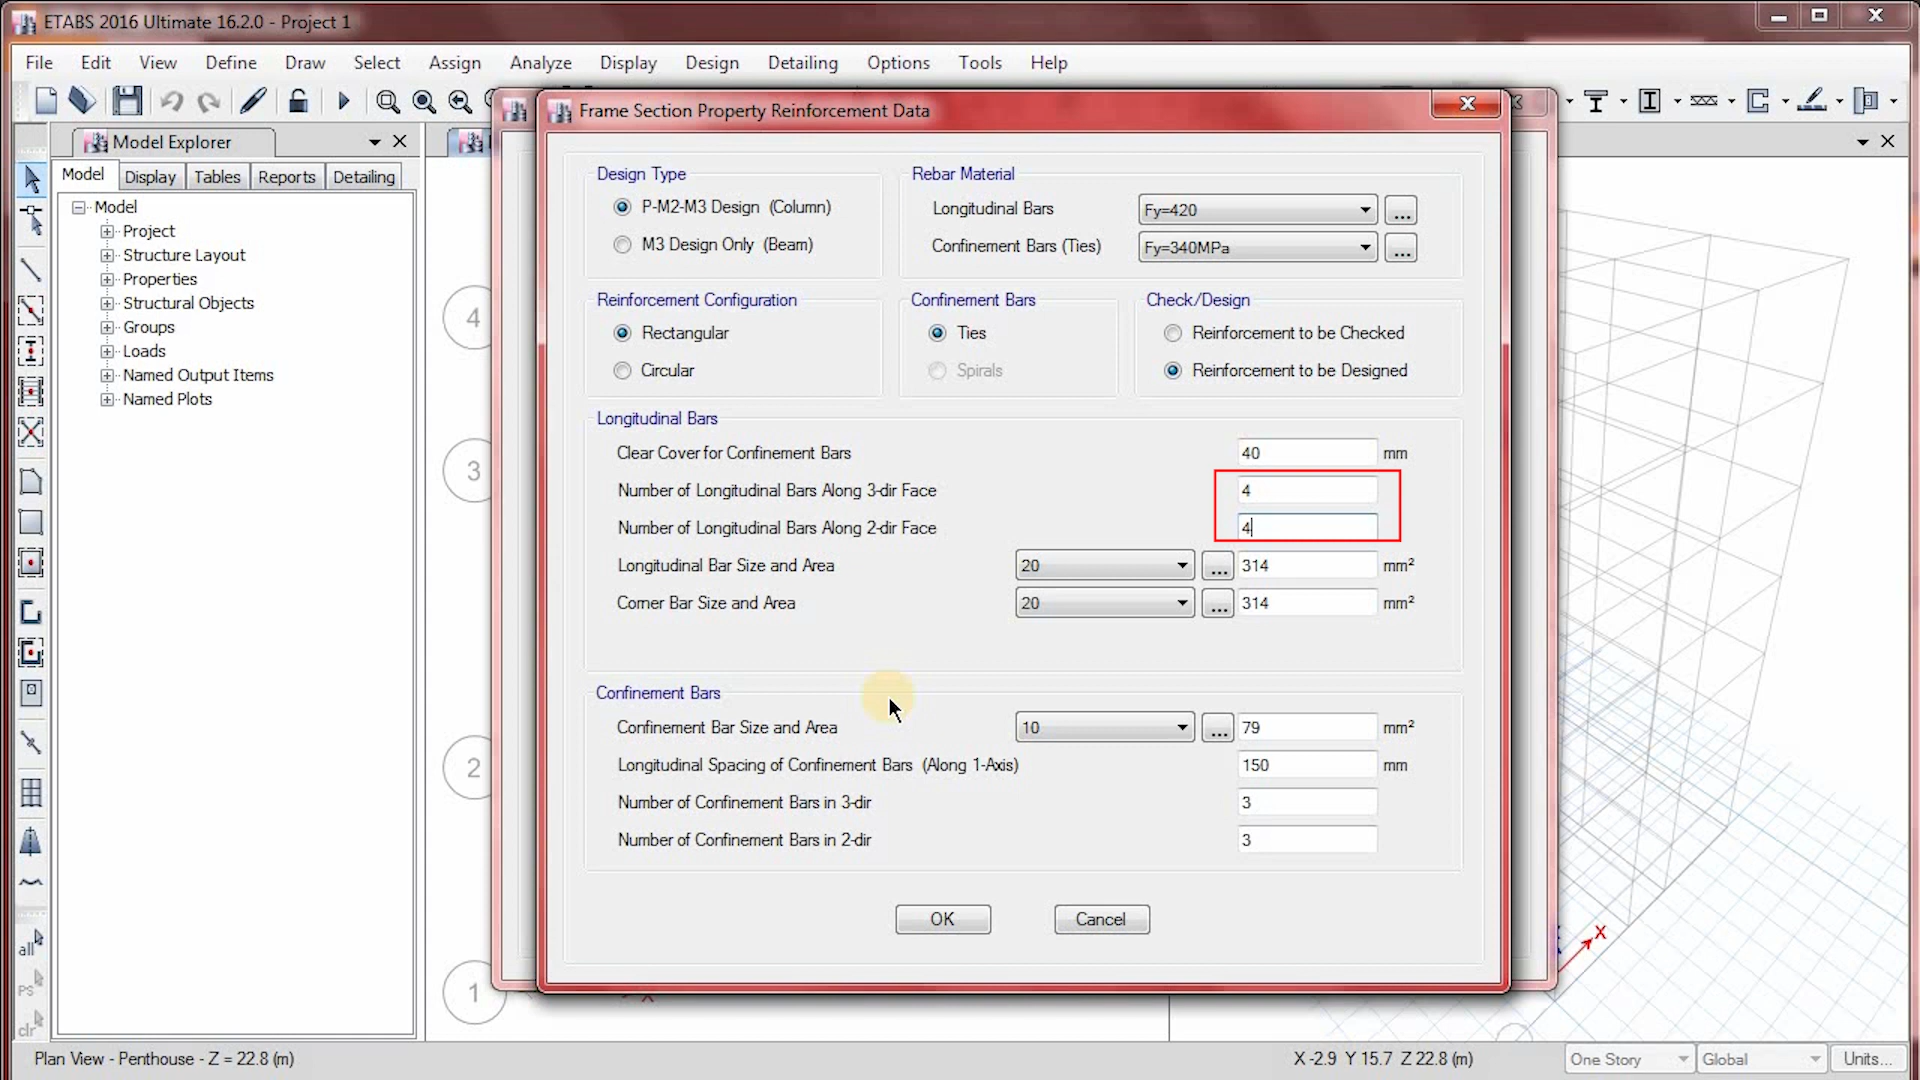 ETABS 2016 Ultimate 16.2.0 - Project 1
File Edit View Define Draw Select Assign Analyze Display Design Detailing Options Tools Help
Model Explorer
Model Display Tables Reports Detailing
Model
Project
Structure Layout
Properties
Structural Objects
Groups
Loads
Named Output Items
Named Plots
4
3
2
1
Frame Section Property Reinforcement Data
Design Type
P-M2-M3 Design (Column)
M3 Design Only (Beam)
Rebar Material
Longitudinal Bars Fy=420 ...
Confinement Bars (Ties) Fy=340MPa ...
Reinforcement Configuration
Rectangular
Circular
Confinement Bars
Ties
Spirals
Check/Design
Reinforcement to be Checked
Reinforcement to be Designed
Longitudinal Bars
Clear Cover for Confinement Bars 40 mm
Number of Longitudinal Bars Along 3-dir Face 4
Number of Longitudinal Bars Along 2-dir Face 4
Longitudinal Bar Size and Area 20 ... 314 mm²
Corner Bar Size and Area 20 ... 314 mm²
Confinement Bars
Confinement Bar Size and Area 10 ... 79 mm²
Longitudinal Spacing of Confinement Bars (Along 1-Axis) 150 mm
Number of Confinement Bars in 3-dir 3
Number of Confinement Bars in 2-dir 3
OK Cancel
X
X
all
ps
clr
Plan View - Penthouse - Z = 22.8 (m) X -2.9 Y 15.7 Z 22.8 (m) One Story Global Units...